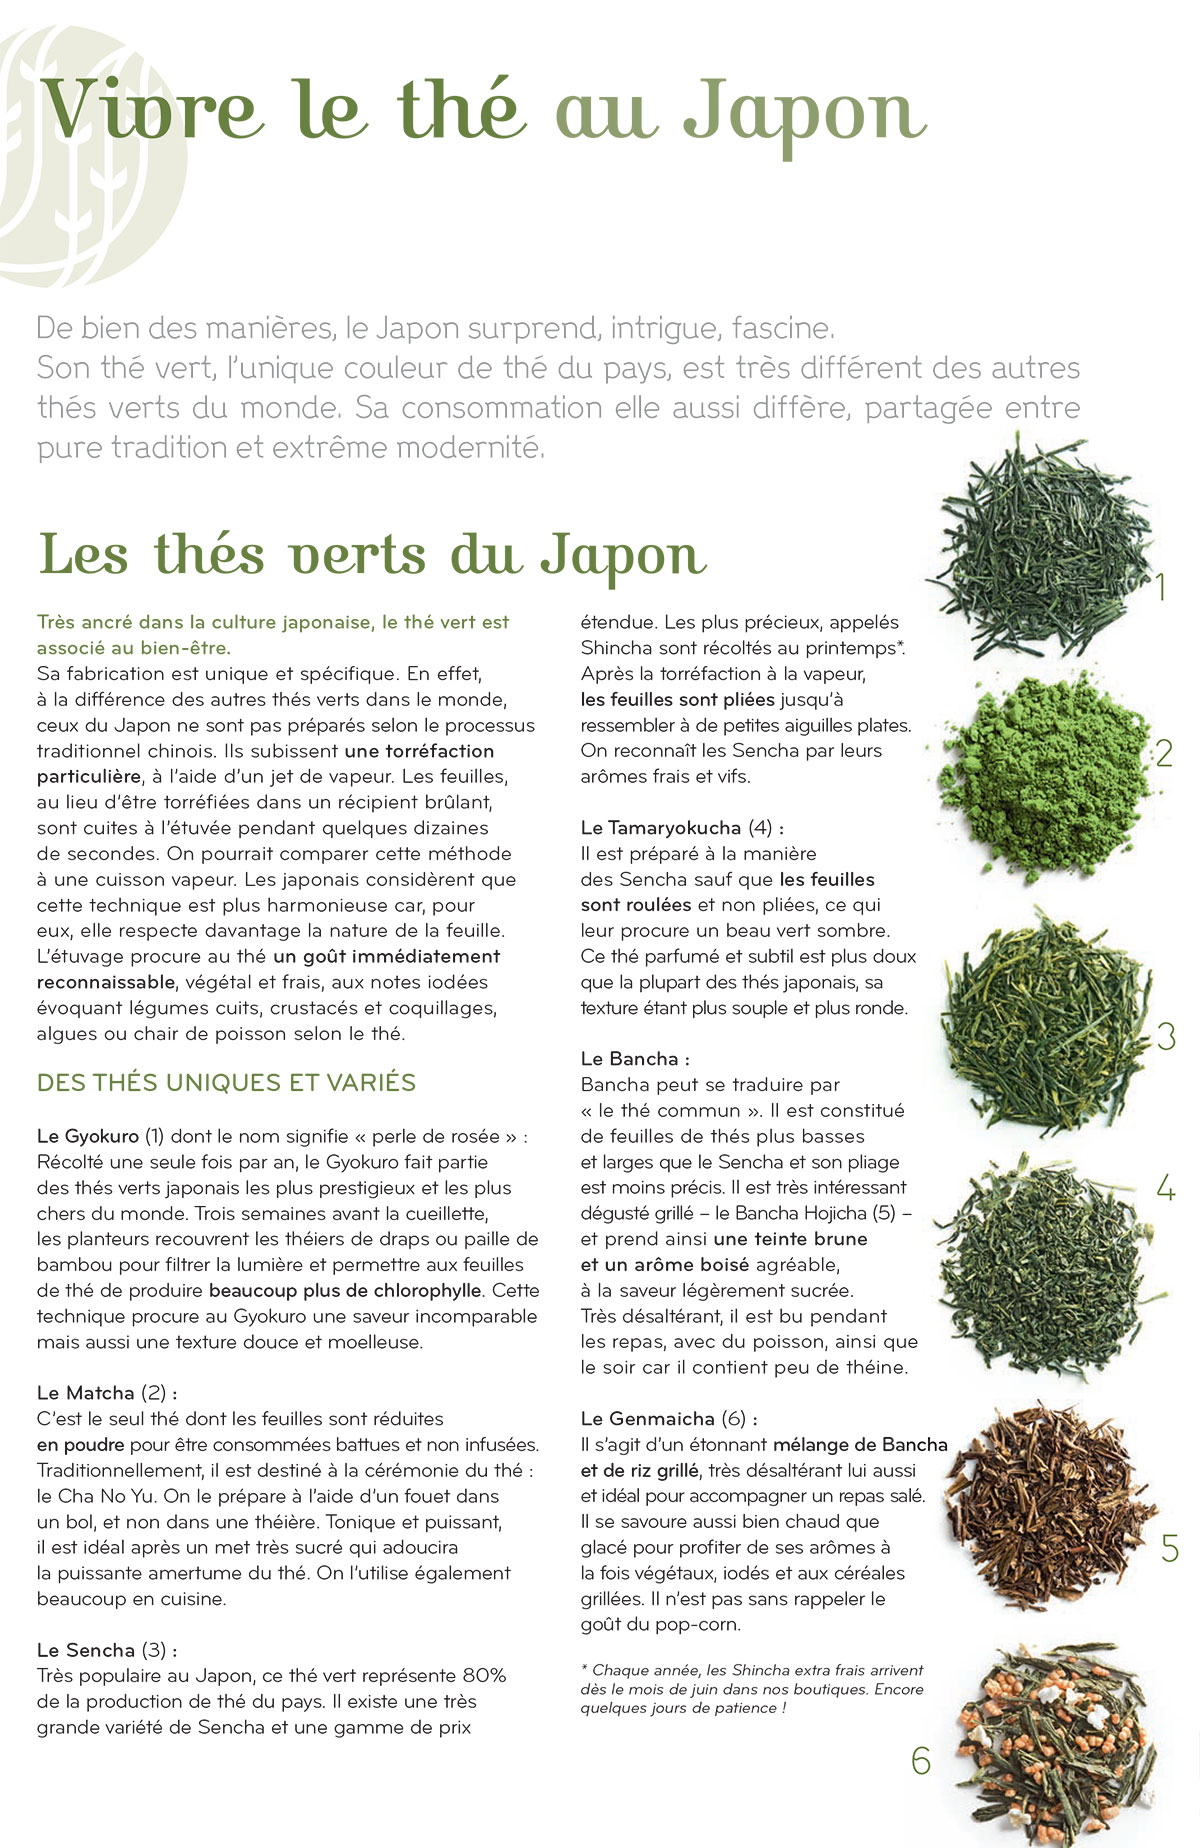 Vivre le thé au Japon
De bien des manières, le Japon surprend, intrigue, fascine.
Son thé vert, l’unique couleur de thé du pays, est très différent des autres
thés verts du monde. Sa consommation elle aussi diffère, partagée entre
pure tradition et extrême modernité.
Les thés verts du Japon
Très ancré dans la culture japonaise, le thé vert est
associé au bien-être.
Sa fabrication est unique et spécifique. En effet,
à la différence des autres thés verts dans le monde,
ceux du Japon ne sont pas préparés selon le processus
traditionnel chinois. Ils subissent une torréfaction
particulière, à l’aide d’un jet de vapeur. Les feuilles,
au lieu d’être torréfiées dans un récipient brûlant,
sont cuites à l’étuvée pendant quelques dizaines
de secondes. On pourrait comparer cette méthode
à une cuisson vapeur. Les japonais considèrent que
cette technique est plus harmonieuse car, pour
eux, elle respecte davantage la nature de la feuille.
L’étuvage procure au thé un goût immédiatement
reconnaissable, végétal et frais, aux notes iodées
évoquant légumes cuits, crustacés et coquillages,
algues ou chair de poisson selon le thé.
DES THÉS UNIQUES ET VARIÉS
Le Gyokuro (1) dont le nom signifie « perle de rosée » :
Récolté une seule fois par an, le Gyokuro fait partie
des thés verts japonais les plus prestigieux et les plus
chers du monde. Trois semaines avant la cueillette,
les planteurs recouvrent les théiers de draps ou paille de
bambou pour filtrer la lumière et permettre aux feuilles
de thé de produire beaucoup plus de chlorophylle. Cette
technique procure au Gyokuro une saveur incomparable
mais aussi une texture douce et moelleuse.
Le Matcha (2) :
C’est le seul thé dont les feuilles sont réduites
en poudre pour être consommées battues et non infusées.
Traditionnellement, il est destiné à la cérémonie du thé :
le Cha No Yu. On le prépare à l’aide d’un fouet dans
un bol, et non dans une théière. Tonique et puissant,
il est idéal après un met très sucré qui adoucira
la puissante amertume du thé. On l’utilise également
beaucoup en cuisine.
Le Sencha (3) :
Très populaire au Japon, ce thé vert représente 80%
de la production de thé du pays. Il existe une très
grande variété de Sencha et une gamme de prix
étendue. Les plus précieux, appelés
Shincha sont récoltés au printemps*.
Après la torréfaction à la vapeur,
les feuilles sont pliées jusqu’à
ressembler à de petites aiguilles plates.
On reconnaît les Sencha par leurs
arômes frais et vifs.
Le Tamaryokucha (4) :
Il est préparé à la manière
des Sencha sauf que les feuilles
sont roulées et non pliées, ce qui
leur procure un beau vert sombre.
Ce thé parfumé et subtil est plus doux
que la plupart des thés japonais, sa
texture étant plus souple et plus ronde.
Le Bancha :
Bancha peut se traduire par
« le thé commun ». Il est constitué
de feuilles de thés plus basses
et larges que le Sencha et son pliage
est moins précis. Il est très intéressant
dégusté grillé – le Bancha Hojicha (5) –
et prend ainsi une teinte brune
et un arôme boisé agréable,
à la saveur légèrement sucrée.
Très désaltérant, il est bu pendant
les repas, avec du poisson, ainsi que
le soir car il contient peu de théine.
Le Genmaicha (6) :
Il s’agit d’un étonnant mélange de Bancha
et de riz grillé, très désaltérant lui aussi
et idéal pour accompagner un repas salé.
Il se savoure aussi bien chaud que
glacé pour profiter de ses arômes à
la fois végétaux, iodés et aux céréales
grillées. Il n’est pas sans rappeler le
goût du pop-corn.
* Chaque année, les Shincha extra frais arrivent
dès le mois de juin dans nos boutiques. Encore
quelques jours de patience !
1
2
3
4
5
6